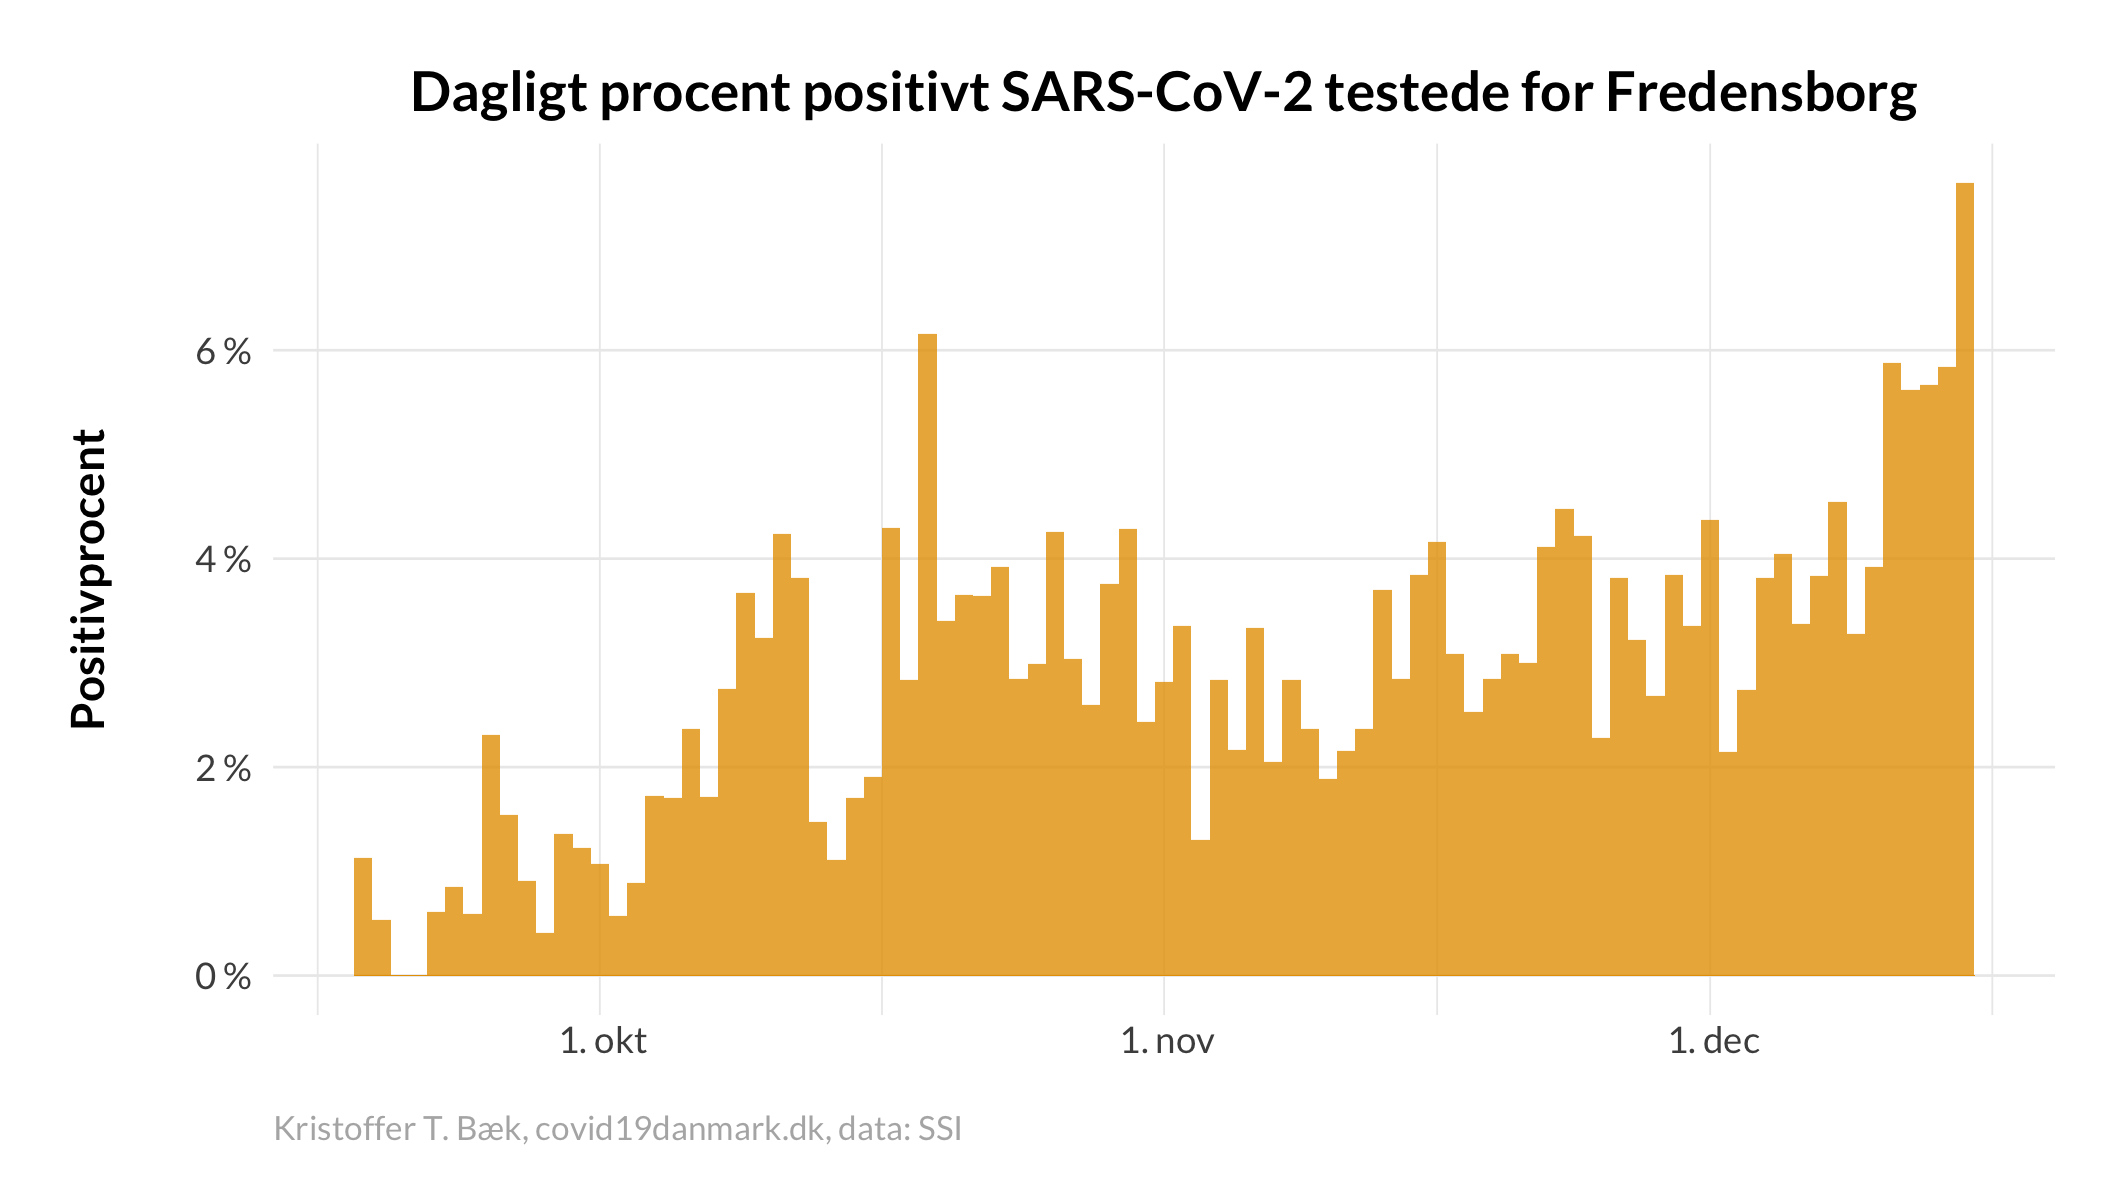 Dagligt procent positivt SARS-CoV-2 testede for Fredensborg
Positivprocent
6 %
4 %
2 %
0 %
1. okt
1. nov
1. dec
Kristoffer T. Bæk, covid19danmark.dk, data: SSI